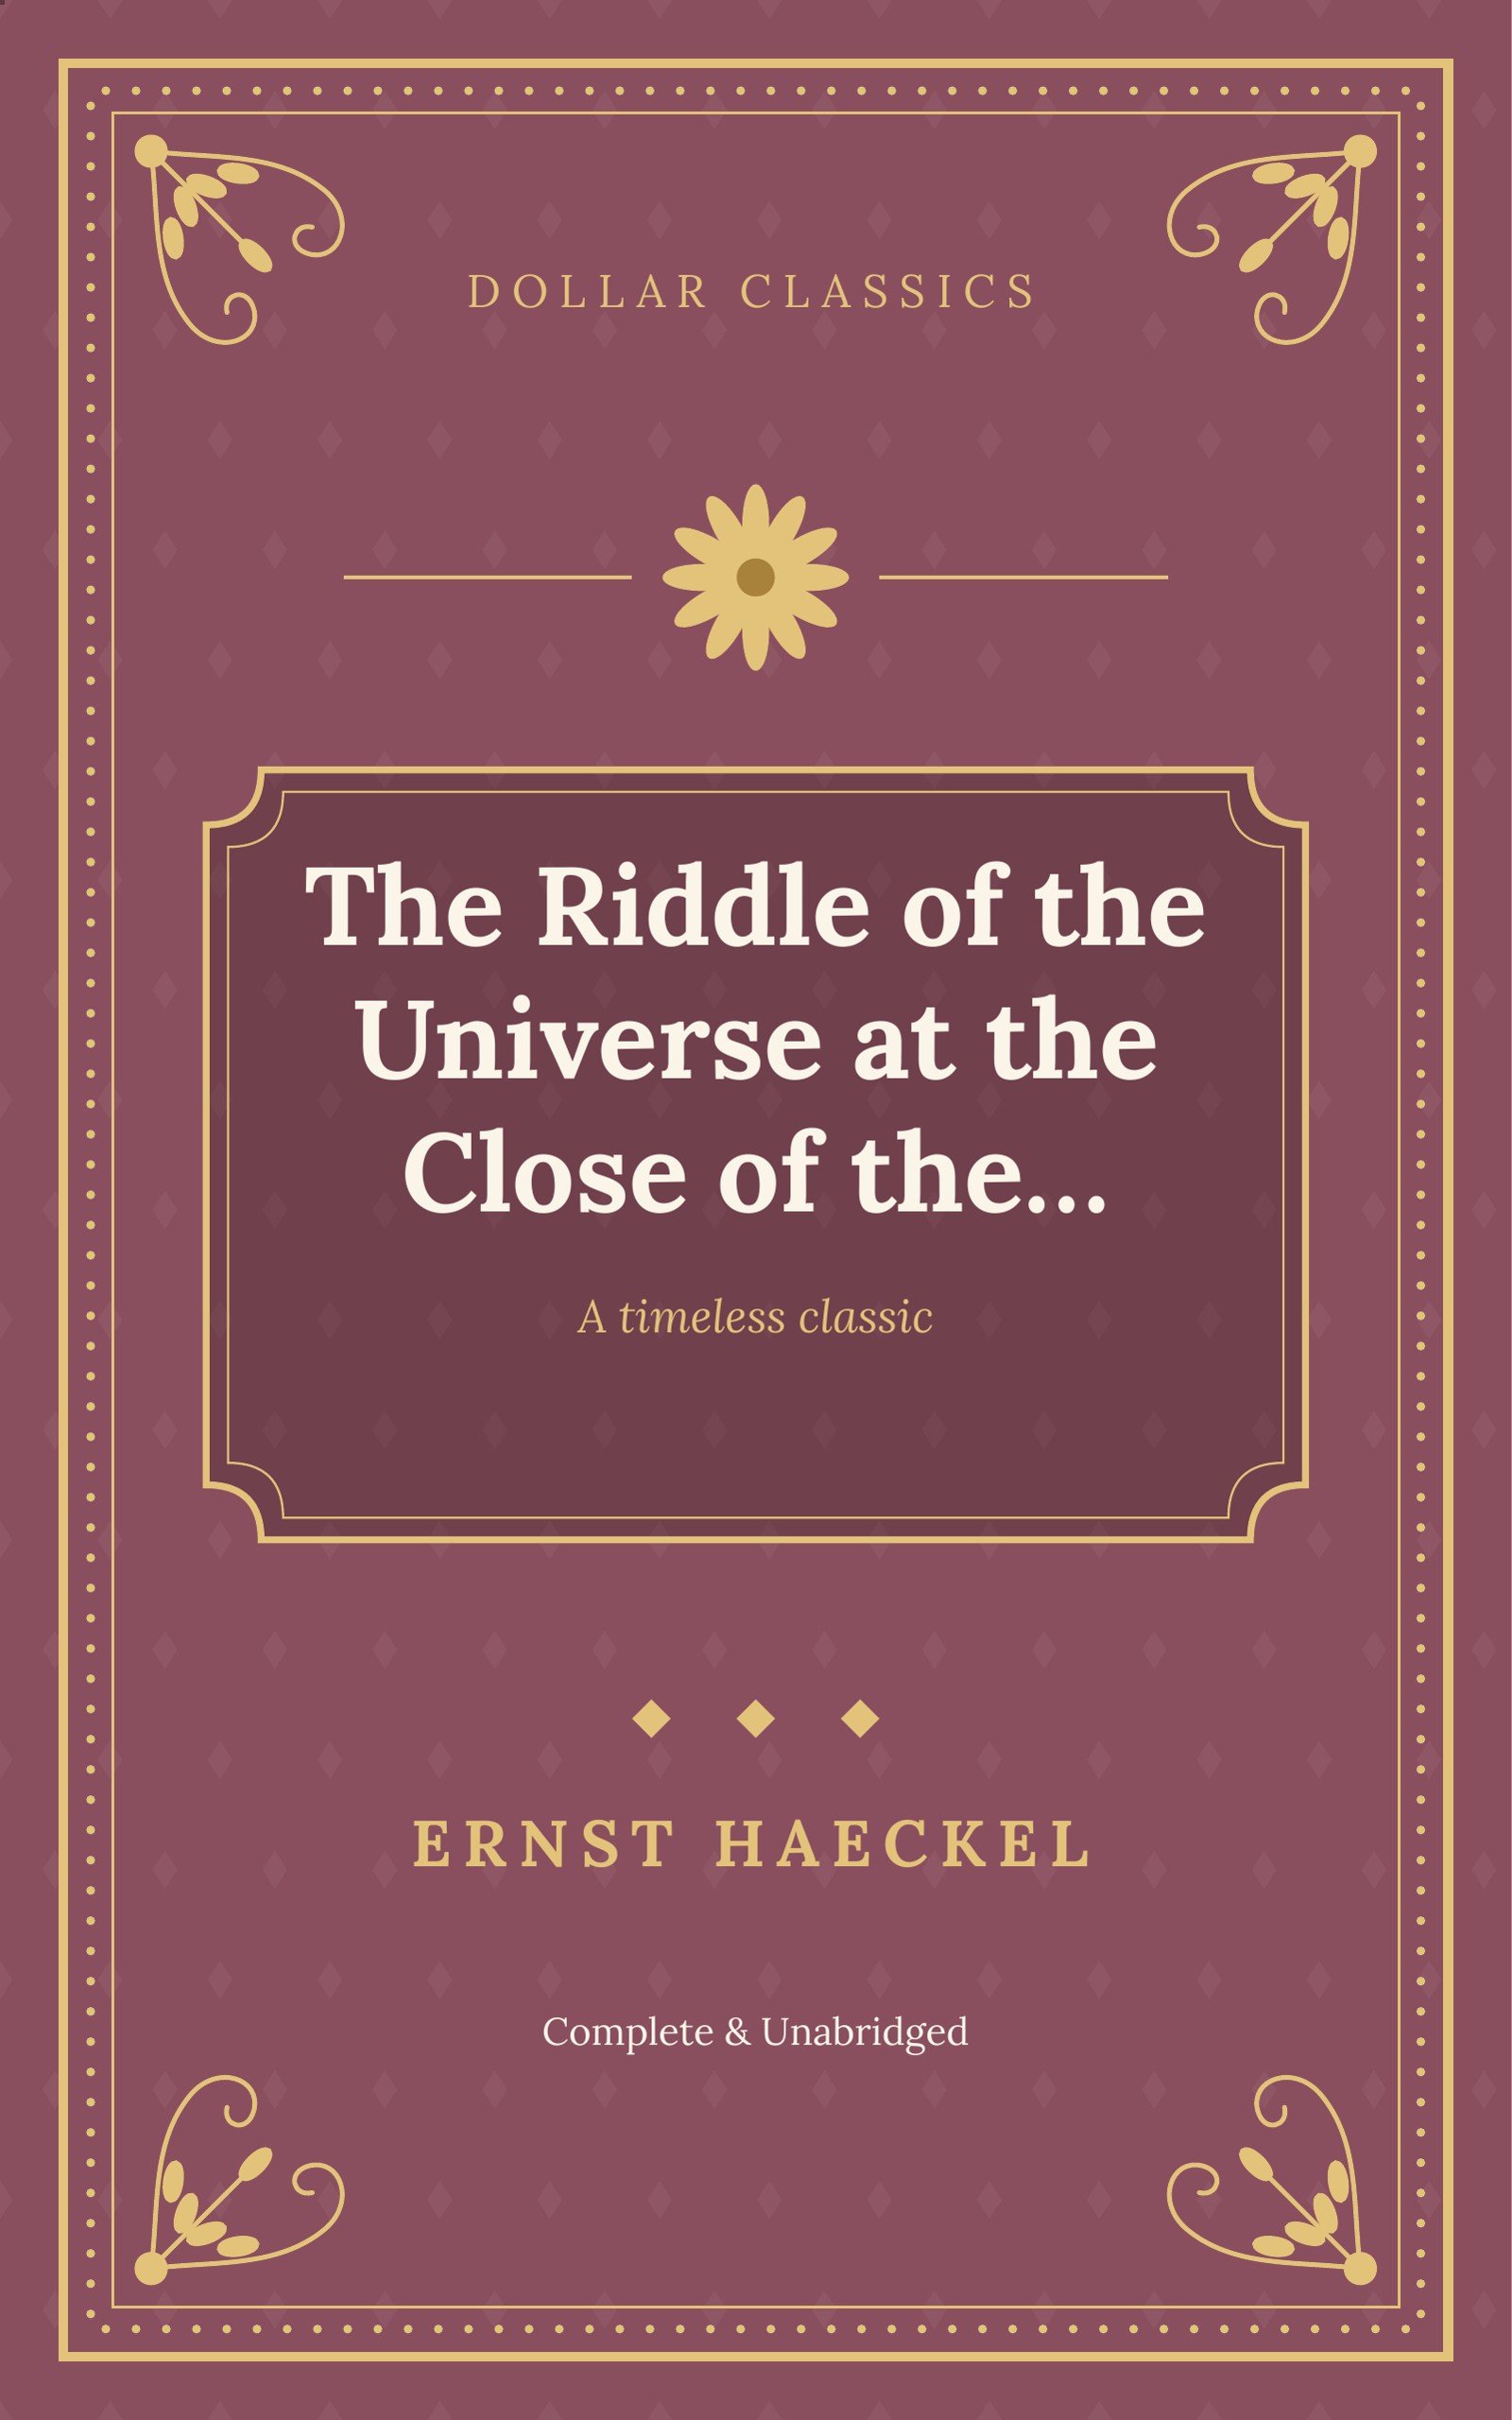 DOLLAR CLASSICS
The Riddle of the
Universe at the
Close of the...
A timeless classic
ERNST HAECKEL
Complete & Unabridged